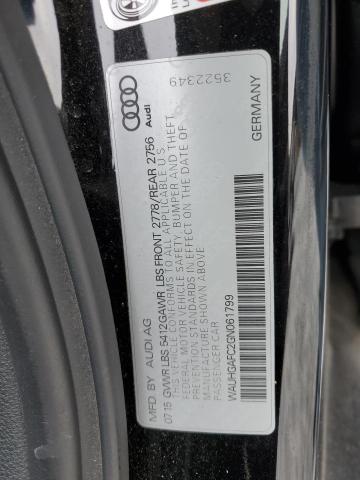 Audi
3522349
MFD BY AUDI AG
GERMANY
07 15 GVWR LBS 5412 GAWR LBS FRONT 2778/REAR 2756
THIS VEHICLE CONFORMS TO ALL APPLICABLE U S
FEDERAL MOTOR VEHICLE SAFETY BUMPER AND THEFT
PREVENTION STANDARDS IN EFFECT ON THE DATE OF
MANUFACTURE SHOWN ABOVE
PASSENGER CAR
WAUHGAFC2GN061799